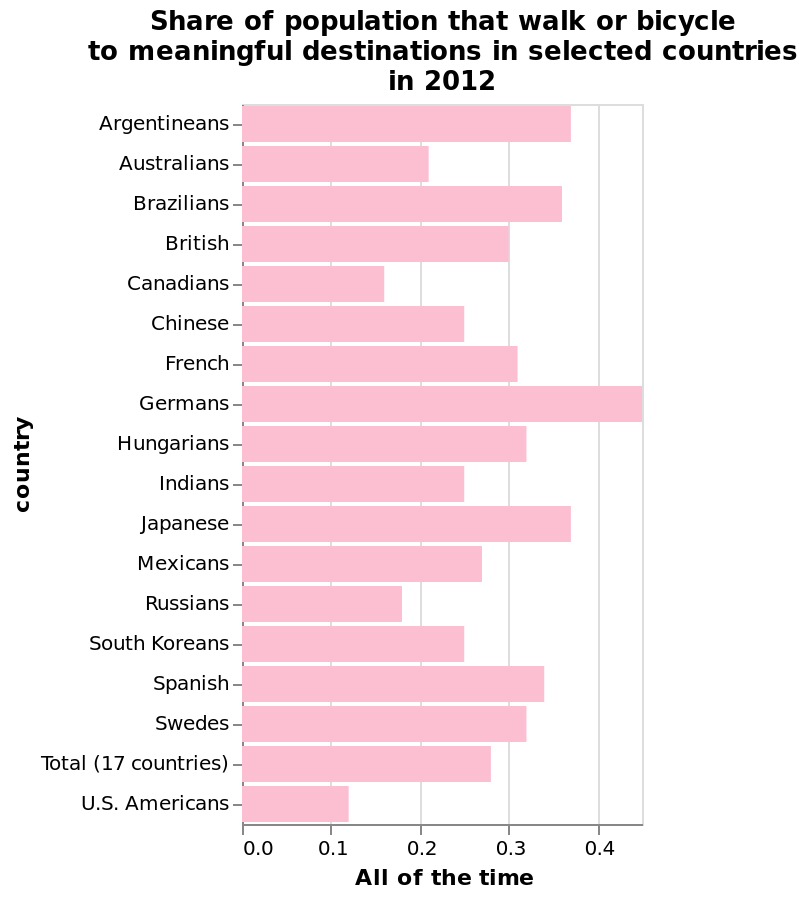 Share of population that walk or bicycle
to meaningful destinations in selected countries
in 2012
Argentineans
Australians
Brazilians
British
Canadians
Chinese
French
Germans
Hungarians
Indians
Japanese
Mexicans
Russians
South Koreans
Spanish
Swedes
Total (17 countries)
U.S. Americans
country
0.0 0.1 0.2 0.3 0.4
All of the time